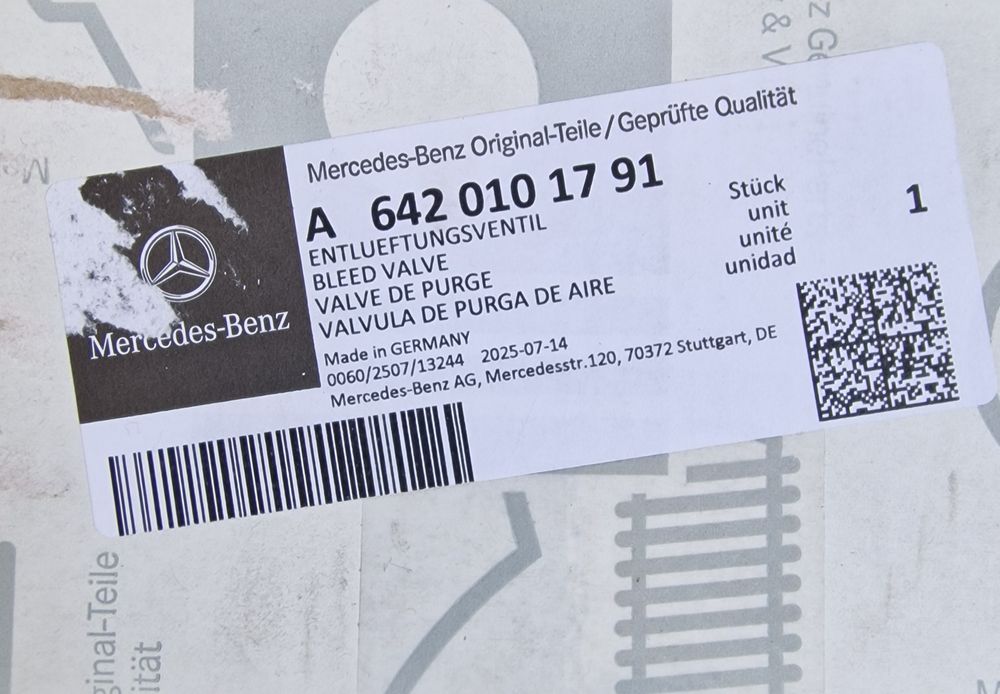 Mercedes-Benz Original-Teile/Geprüfte Qualität
A 642 010 17 91
ENTLUEFTUNGSVENTIL
BLEED VALVE
VALVE DE PURGE
VALVULA DE PURGA DE AIRE
Stück
unit
unité
unidad
1
Made in GERMANY
0060/2507/13244 2025-07-14
Mercedes-Benz AG, Mercedesstr.120, 70372 Stuttgart, DE
Mercedes-Benz
inal-Teile
ität